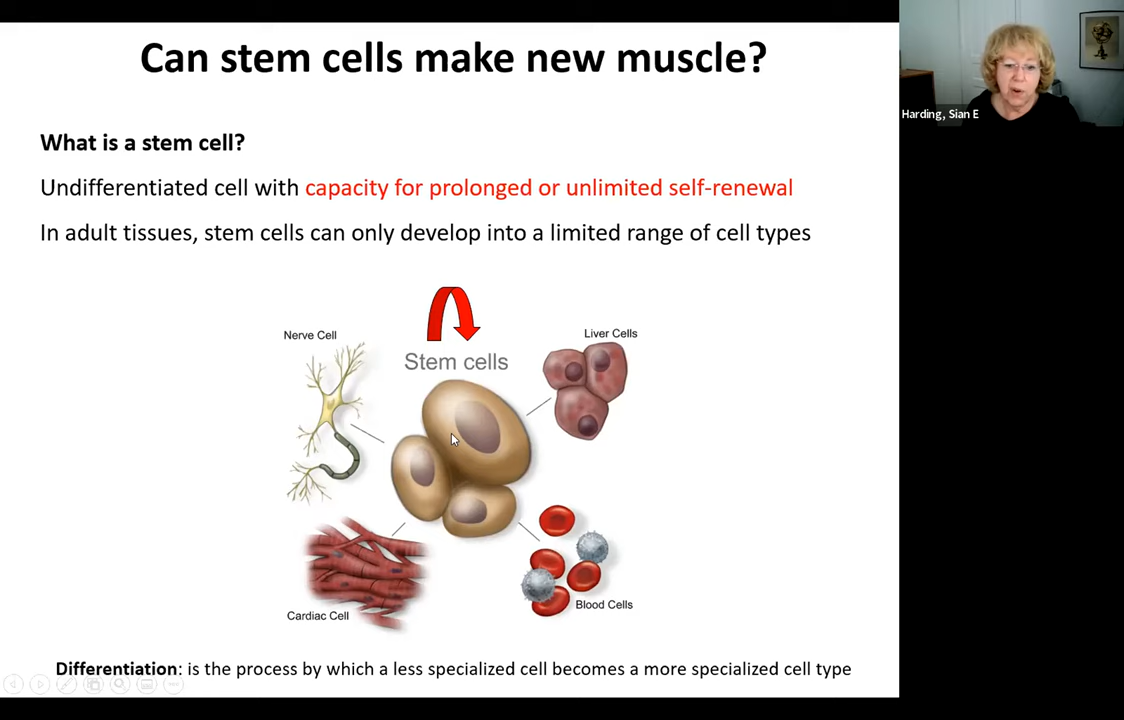 Can stem cells make new muscle?
Harding, Sian E
What is a stem cell?
Undifferentiated cell with capacity for prolonged or unlimited self-renewal
In adult tissues, stem cells can only develop into a limited range of cell types
Nerve Cell
Liver Cells
Stem cells
Cardiac Cell
Blood Cells
Differentiation: is the process by which a less specialized cell becomes a more specialized cell type